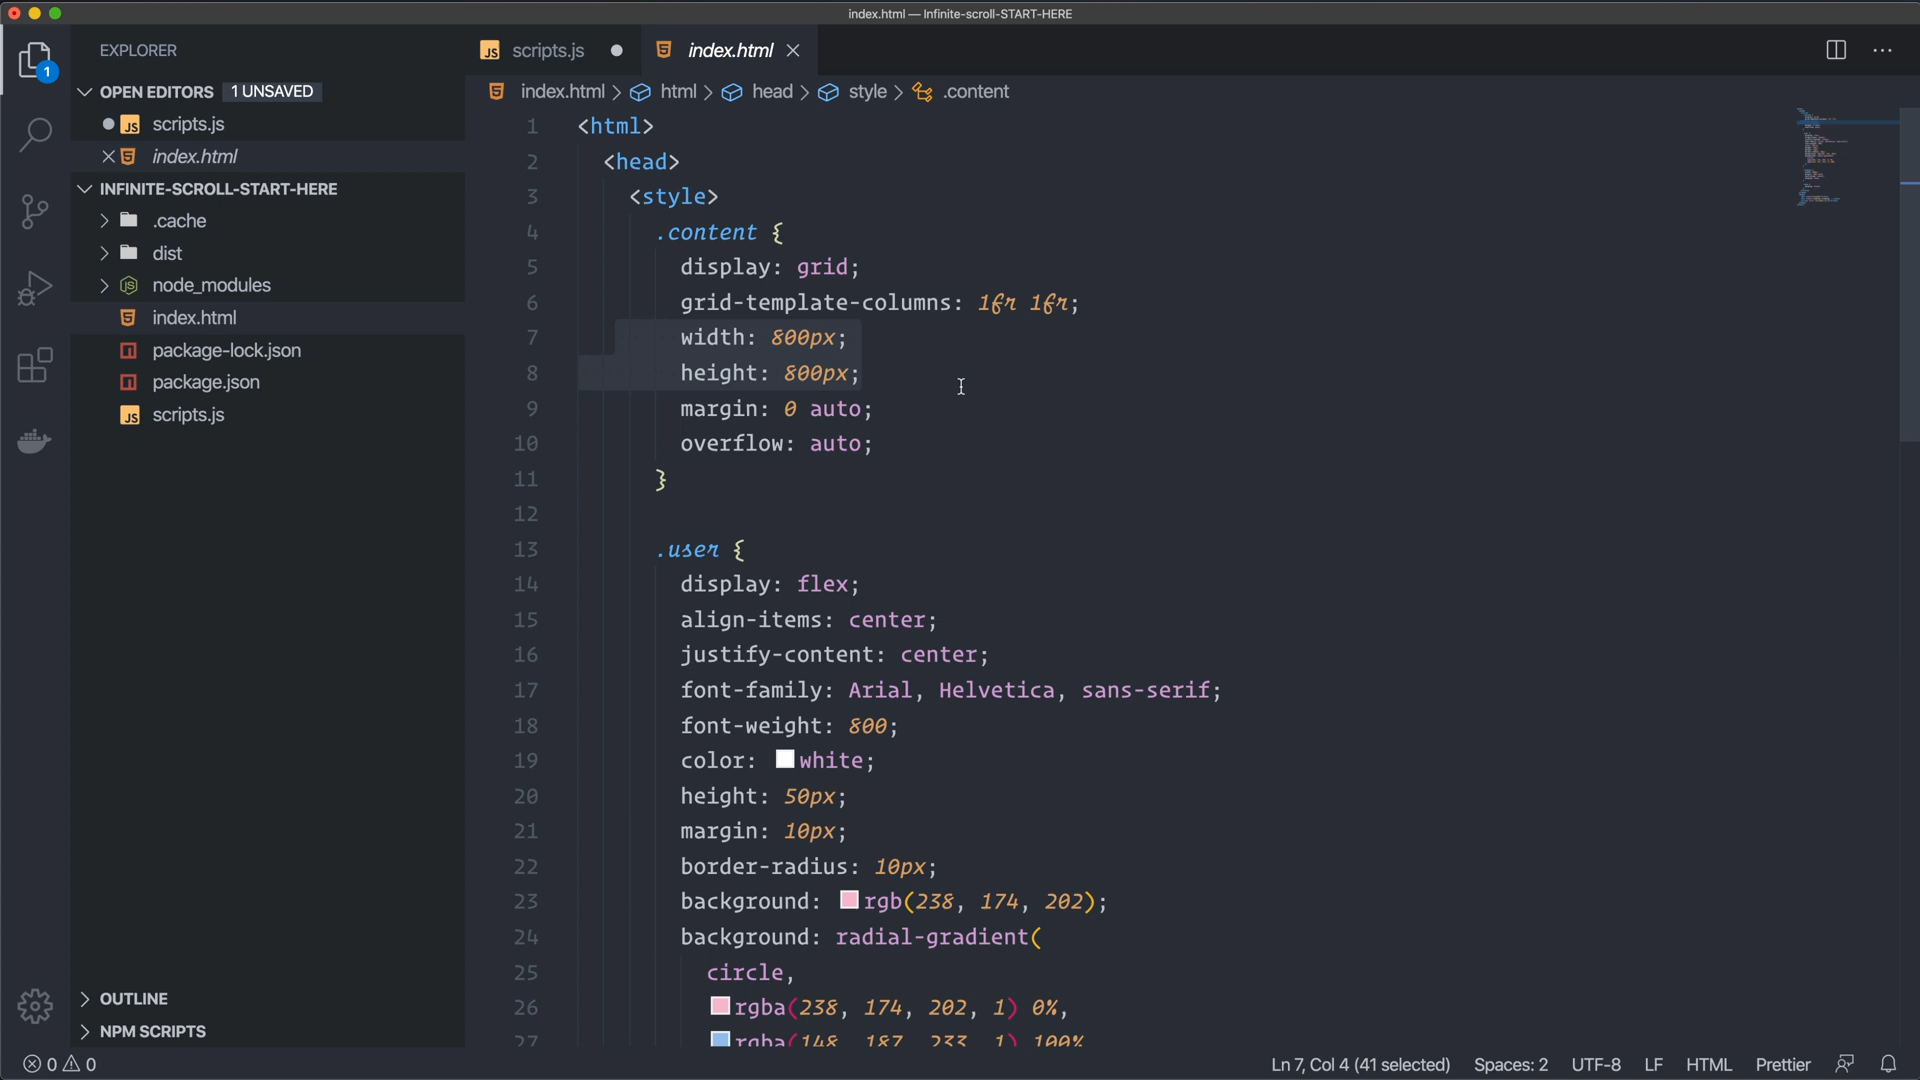 index.html — Infinite-scroll-START-HERE
EXPLORER
1
OPEN EDITORS 1 UNSAVED
JS scripts.js
index.html
INFINITE-SCROLL-START-HERE
.cache
dist
node_modules
index.html
package-lock.json
package.json
JS scripts.js
OUTLINE
NPM SCRIPTS
JS scripts.js
index.html
index.html > html > head > style > .content
1 <html>
2 <head>
3 <style>
4 .content {
5 display: grid;
6 grid-template-columns: 1fr 1fr;
7 width: 800px;
8 height: 800px;
9 margin: 0 auto;
10 overflow: auto;
11 }
12
13 .user {
14 display: flex;
15 align-items: center;
16 justify-content: center;
17 font-family: Arial, Helvetica, sans-serif;
18 font-weight: 800;
19 color: white;
20 height: 50px;
21 margin: 10px;
22 border-radius: 10px;
23 background: rgb(238, 174, 202);
24 background: radial-gradient(
25 circle,
26 rgba(238, 174, 202, 1) 0%,
27 rgba(148, 187, 233, 1) 100%
0 0
Ln 7, Col 4 (41 selected) Spaces: 2 UTF-8 LF HTML Prettier